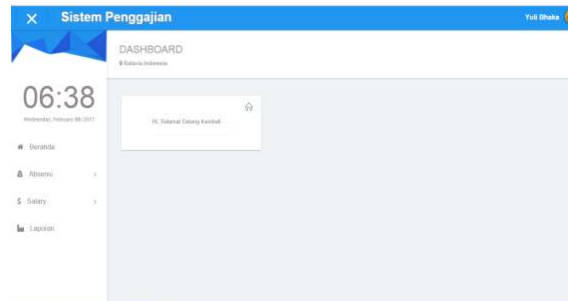 Sistem Penggajian
Yuli Bhaka
DASHBOARD
Batavia, Indonesia
06:38
Wednesday, February 8th 2017
Hi, Selamat Datang Kembali
Beranda
Absensi
Salary
Laporan